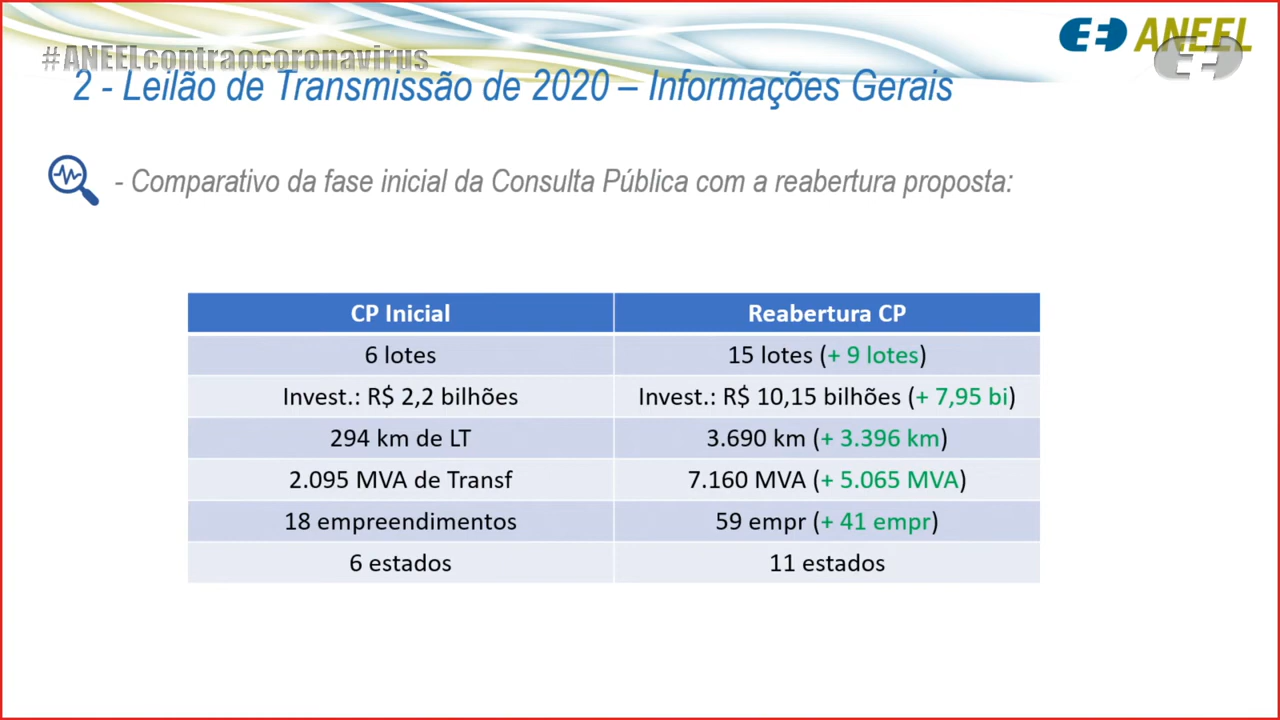 #ANEELcontraocoronavirus
ANEEL
2 - Leilão de Transmissão de 2020 – Informações Gerais
- Comparativo da fase inicial da Consulta Pública com a reabertura proposta:
CP Inicial Reabertura CP
6 lotes 15 lotes (+ 9 lotes)
Invest.: R$ 2,2 bilhões Invest.: R$ 10,15 bilhões (+ 7,95 bi)
294 km de LT 3.690 km (+ 3.396 km)
2.095 MVA de Transf 7.160 MVA (+ 5.065 MVA)
18 empreendimentos 59 empr (+ 41 empr)
6 estados 11 estados